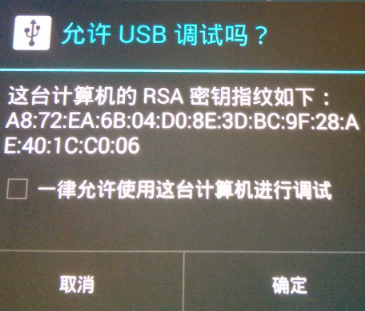 允许 USB 调试吗？
这台计算机的 RSA 密钥指纹如下：
A8:72:EA:6B:04:D0:8E:3D:BC:9F:28:A
E:40:1C:C0:06
一律允许使用这台计算机进行调试
取消
确定